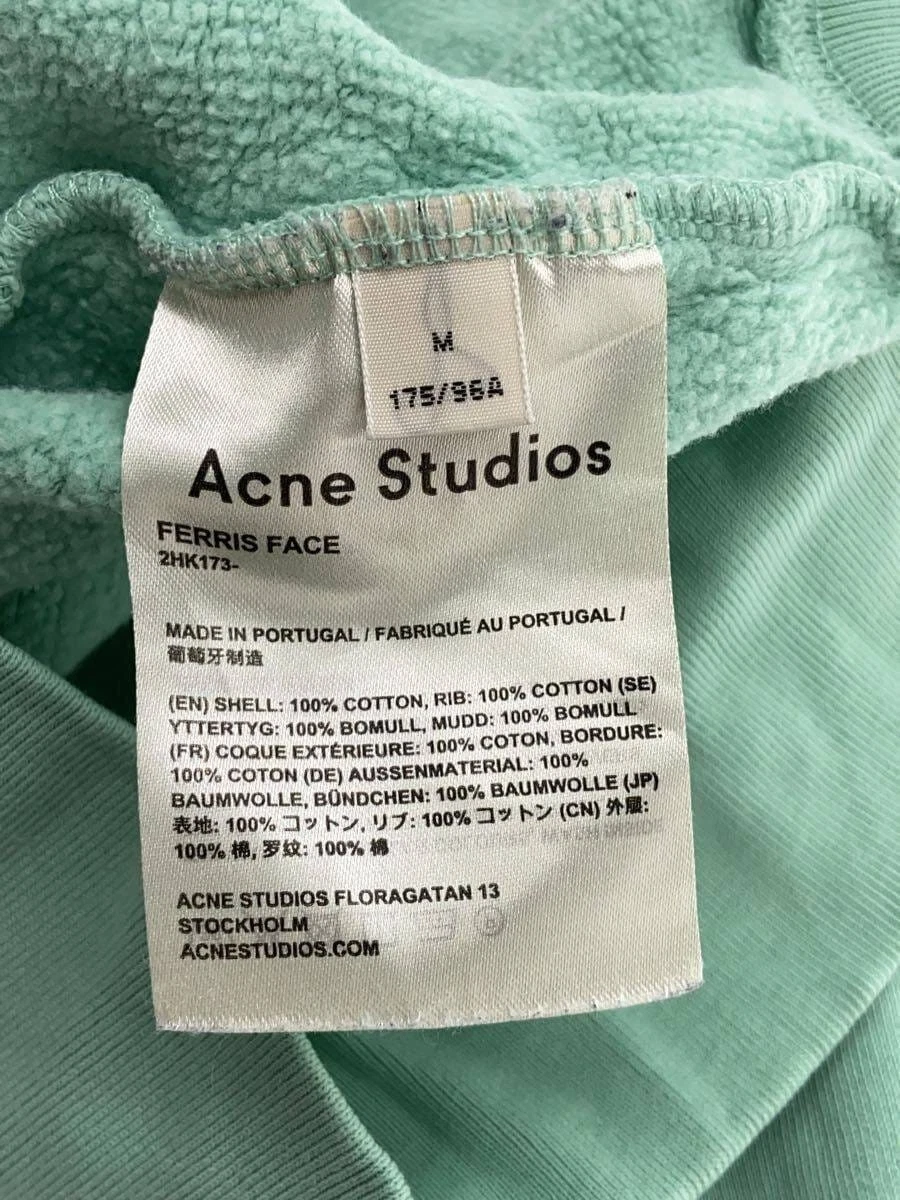 M
175/96A
Acne Studios
FERRIS FACE
2HK173-
MADE IN PORTUGAL / FABRIQUÉ AU PORTUGAL /
葡萄牙制造
(EN) SHELL: 100% COTTON, RIB: 100% COTTON (SE)
YTTERTYG: 100% BOMULL, MUDD: 100% BOMULL
(FR) COQUE EXTÉRIEURE: 100% COTON, BORDURE:
100% COTON (DE) AUSSENMATERIAL: 100%
BAUMWOLLE, BÜNDCHEN: 100% BAUMWOLLE (JP)
表地: 100% コットン, リブ: 100% コットン (CN) 外层:
100% 棉, 罗纹: 100% 棉
ACNE STUDIOS FLORAGATAN 13
STOCKHOLM
ACNESTUDIOS.COM